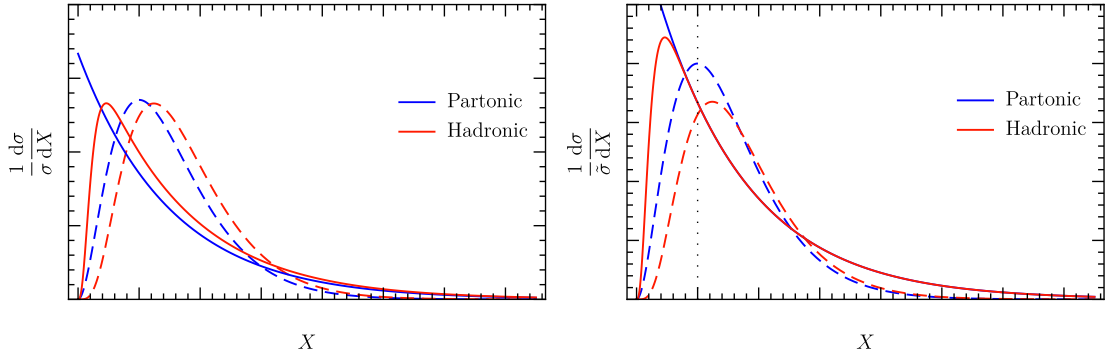 1 dσ
σ dX
Partonic
Hadronic
X
1 dσ
σ̃ dX
Partonic
Hadronic
X